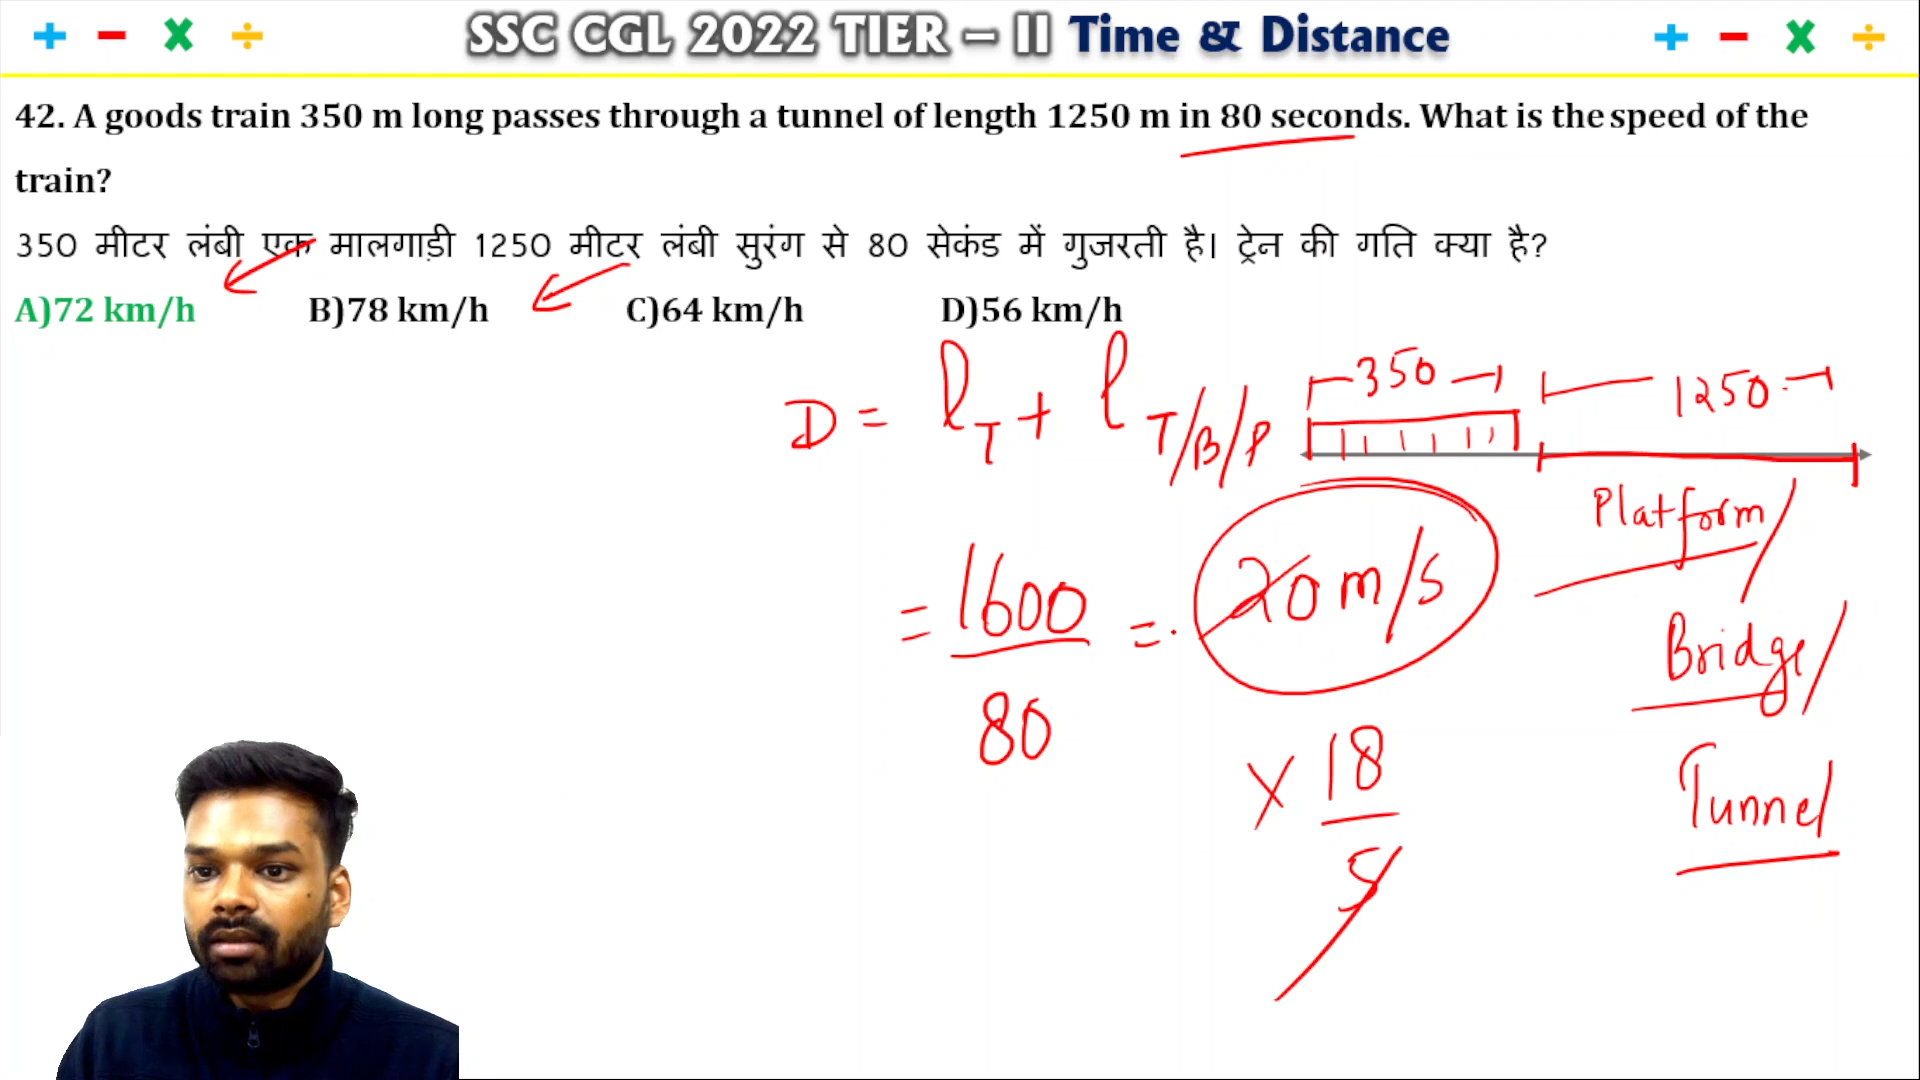 + − × ÷ SSC CGL 2022 TIER – II Time & Distance + − × ÷
42. A goods train 350 m long passes through a tunnel of length 1250 m in 80 seconds. What is the speed of the
train?
350 मीटर लंबी एक मालगाड़ी 1250 मीटर लंबी सुरंग से 80 सेकंड में गुजरती है। ट्रेन की गति क्या है?
A)72 km/h B)78 km/h C)64 km/h D)56 km/h
350 1250
D = l_T + l_T/B/P
Platform/
= 1600/80 = 20 m/s
Bridge/
× 18/5
Tunnel